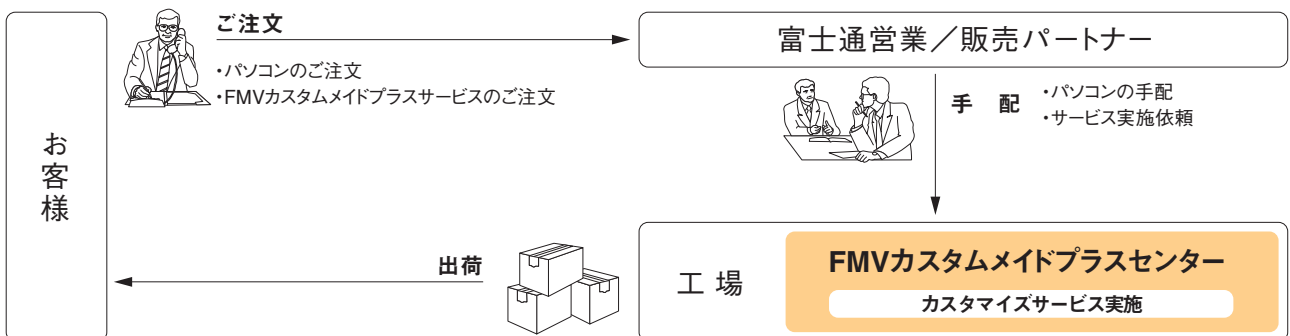 お客様
ご注文
・パソコンのご注文
・FMVカスタムメイドプラスサービスのご注文
富士通営業／販売パートナー
手 配
・パソコンの手配
・サービス実施依頼
工場
FMVカスタムメイドプラスセンター
カスタマイズサービス実施
出荷